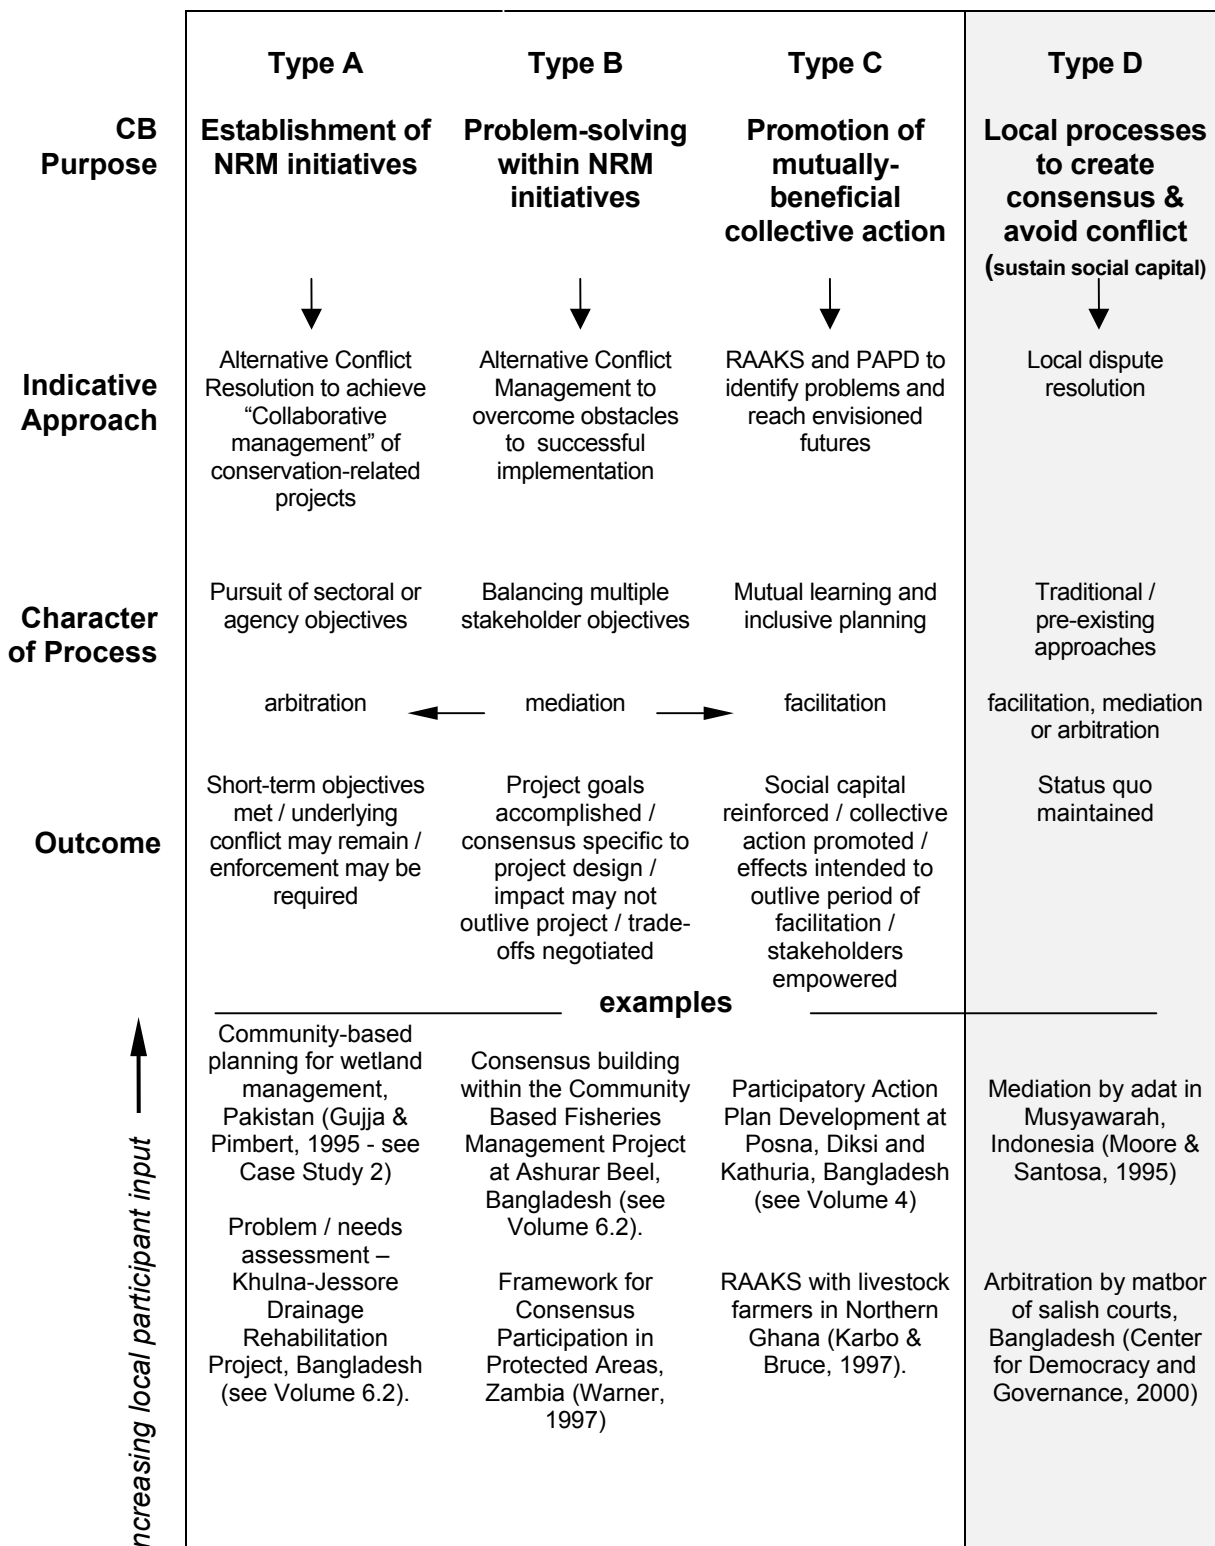 Type A
Type B
Type C
Type D
CB
Purpose
Establishment of
NRM initiatives
Problem-solving
within NRM
initiatives
Promotion of
mutually-
beneficial
collective action
Local processes
to create
consensus &
avoid conflict
(sustain social capital)
Indicative
Approach
Alternative Conflict
Resolution to achieve
“Collaborative
management” of
conservation-related
projects
Alternative Conflict
Management to
overcome obstacles
to successful
implementation
RAAKS and PAPD to
identify problems and
reach envisioned
futures
Local dispute
resolution
Character
of Process
Pursuit of sectoral or
agency objectives
Balancing multiple
stakeholder objectives
Mutual learning and
inclusive planning
Traditional /
pre-existing
approaches
arbitration
mediation
facilitation
facilitation, mediation
or arbitration
Outcome
Short-term objectives
met / underlying
conflict may remain /
enforcement may be
required
Project goals
accomplished /
consensus specific to
project design /
impact may not
outlive project / trade-
offs negotiated
Social capital
reinforced / collective
action promoted /
effects intended to
outlive period of
facilitation /
stakeholders
empowered
Status quo
maintained
examples
Community-based
planning for wetland
management,
Pakistan (Gujja &
Pimbert, 1995 - see
Case Study 2)
Problem / needs
assessment –
Khulna-Jessore
Drainage
Rehabilitation
Project, Bangladesh
(see Volume 6.2).
Consensus building
within the Community
Based Fisheries
Management Project
at Ashurar Beel,
Bangladesh (see
Volume 6.2).
Framework for
Consensus
Participation in
Protected Areas,
Zambia (Warner,
1997)
Participatory Action
Plan Development at
Posna, Diksi and
Kathuria, Bangladesh
(see Volume 4)
RAAKS with livestock
farmers in Northern
Ghana (Karbo &
Bruce, 1997).
Mediation by adat in
Musyawarah,
Indonesia (Moore &
Santosa, 1995)
Arbitration by matbor
of salish courts,
Bangladesh (Center
for Democracy and
Governance, 2000)
ncreasing local participant input